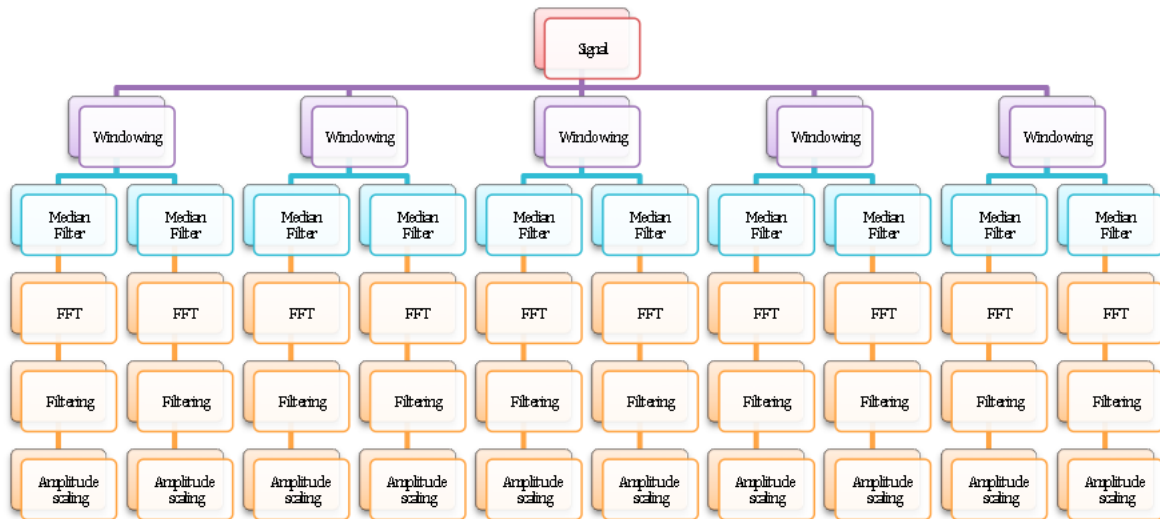 Signal
Windowing Windowing Windowing Windowing Windowing
Median Median Median Median Median Median Median Median Median Median
Filter Filter Filter Filter Filter Filter Filter Filter Filter Filter
FFT FFT FFT FFT FFT FFT FFT FFT FFT FFT
Filtering Filtering Filtering Filtering Filtering Filtering Filtering Filtering Filtering Filtering
Amplitude Amplitude Amplitude Amplitude Amplitude Amplitude Amplitude Amplitude Amplitude Amplitude
scaling scaling scaling scaling scaling scaling scaling scaling scaling scaling